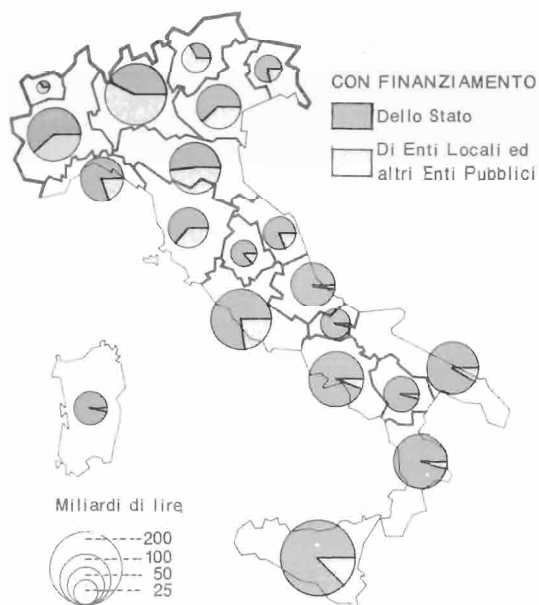 CON FINANZIAMENTO
Dello Stato
Di Enti Locali ed
altri Enti Pubblici
Miliardi di lire
200
100
50
25